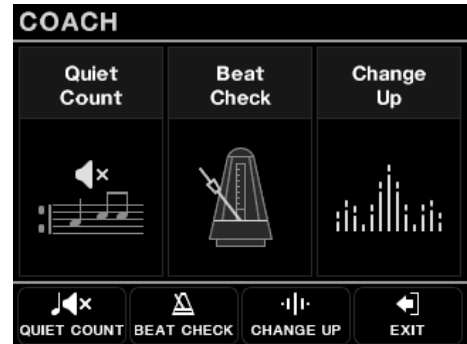 COACH
Quiet
Count
Beat
Check
Change
Up
QUIET COUNT
BEAT CHECK
CHANGE UP
EXIT